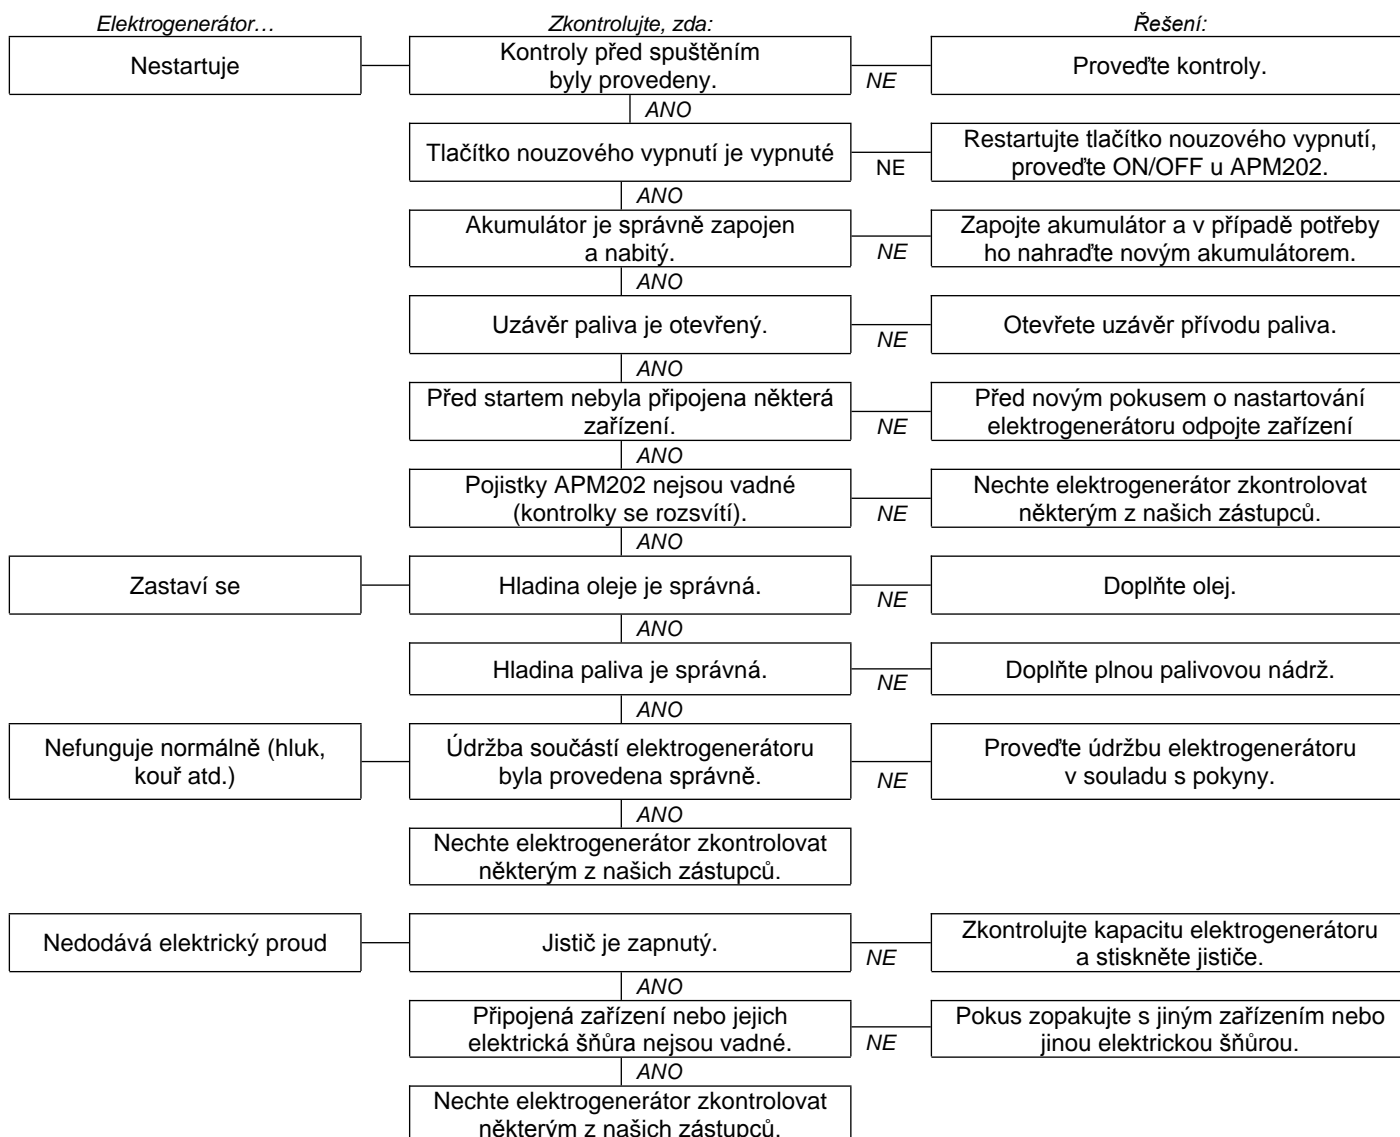 Elektrogenerátor…
Zkontrolujte, zda:
Řešení:
Nestartuje
Kontroly před spuštěním
byly provedeny.
NE
Proveďte kontroly.
ANO
Tlačítko nouzového vypnutí je vypnuté
NE
Restartujte tlačítko nouzového vypnutí,
proveďte ON/OFF u APM202.
ANO
Akumulátor je správně zapojen
a nabitý.
NE
Zapojte akumulátor a v případě potřeby
ho nahraďte novým akumulátorem.
ANO
Uzávěr paliva je otevřený.
NE
Otevřete uzávěr přívodu paliva.
ANO
Před startem nebyla připojena některá
zařízení.
NE
Před novým pokusem o nastartování
elektrogenerátoru odpojte zařízení
ANO
Pojistky APM202 nejsou vadné
(kontrolky se rozsvítí).
NE
Nechte elektrogenerátor zkontrolovat
některým z našich zástupců.
ANO
Zastaví se
Hladina oleje je správná.
NE
Doplňte olej.
ANO
Hladina paliva je správná.
NE
Doplňte plnou palivovou nádrž.
ANO
Nefunguje normálně (hluk,
kouř atd.)
Údržba součástí elektrogenerátoru
byla provedena správně.
NE
Proveďte údržbu elektrogenerátoru
v souladu s pokyny.
ANO
Nechte elektrogenerátor zkontrolovat
některým z našich zástupců.
Nedodává elektrický proud
Jistič je zapnutý.
NE
Zkontrolujte kapacitu elektrogenerátoru
a stiskněte jističe.
ANO
Připojená zařízení nebo jejich
elektrická šňůra nejsou vadné.
NE
Pokus zopakujte s jiným zařízením nebo
jinou elektrickou šňůrou.
ANO
Nechte elektrogenerátor zkontrolovat
některým z našich zástupců.